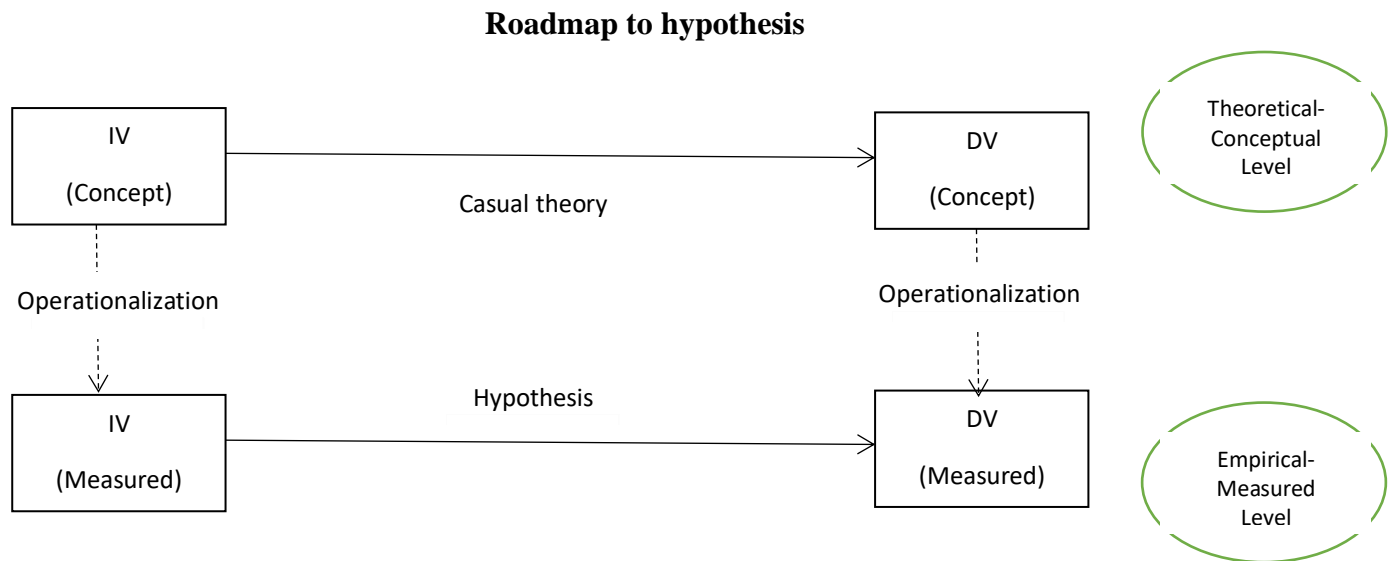 Roadmap to hypothesis
IV
(Concept)
Casual theory
DV
(Concept)
Theoretical-
Conceptual
Level
Operationalization
Operationalization
IV
(Measured)
Hypothesis
DV
(Measured)
Empirical-
Measured
Level